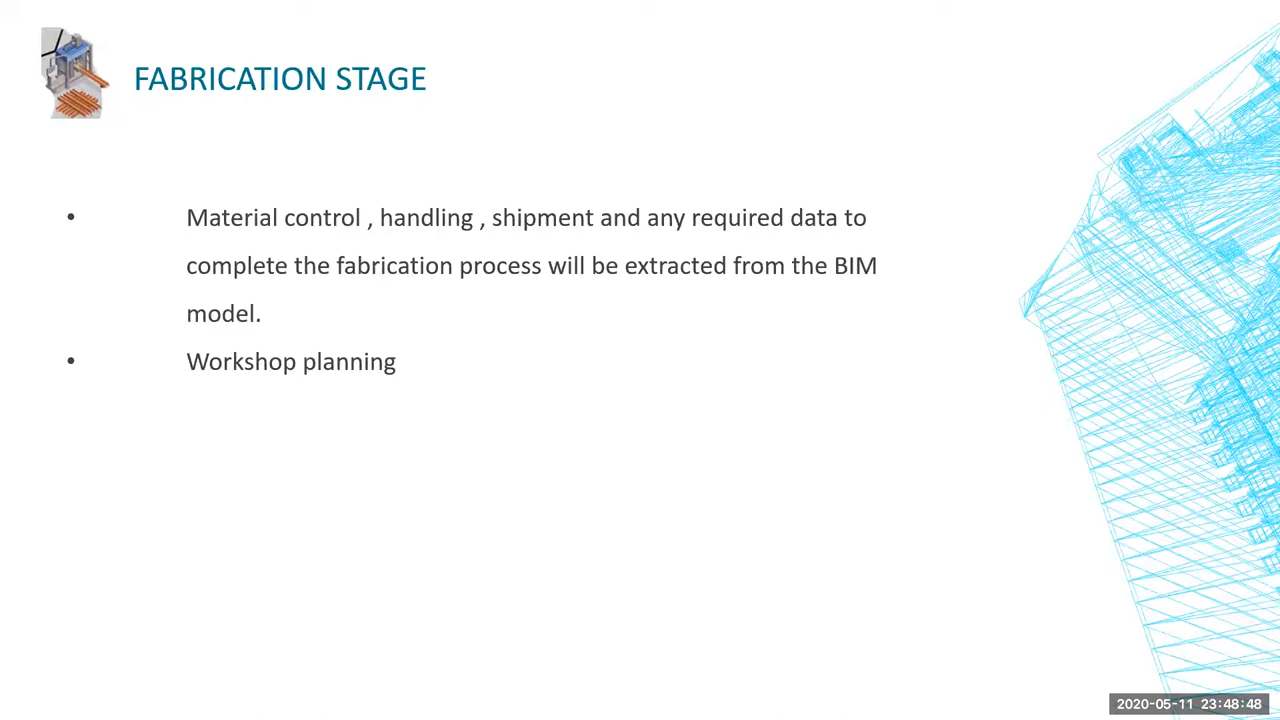 FABRICATION STAGE
• Material control , handling , shipment and any required data to
complete the fabrication process will be extracted from the BIM
model.
• Workshop planning
2020-05-11 23:48:48